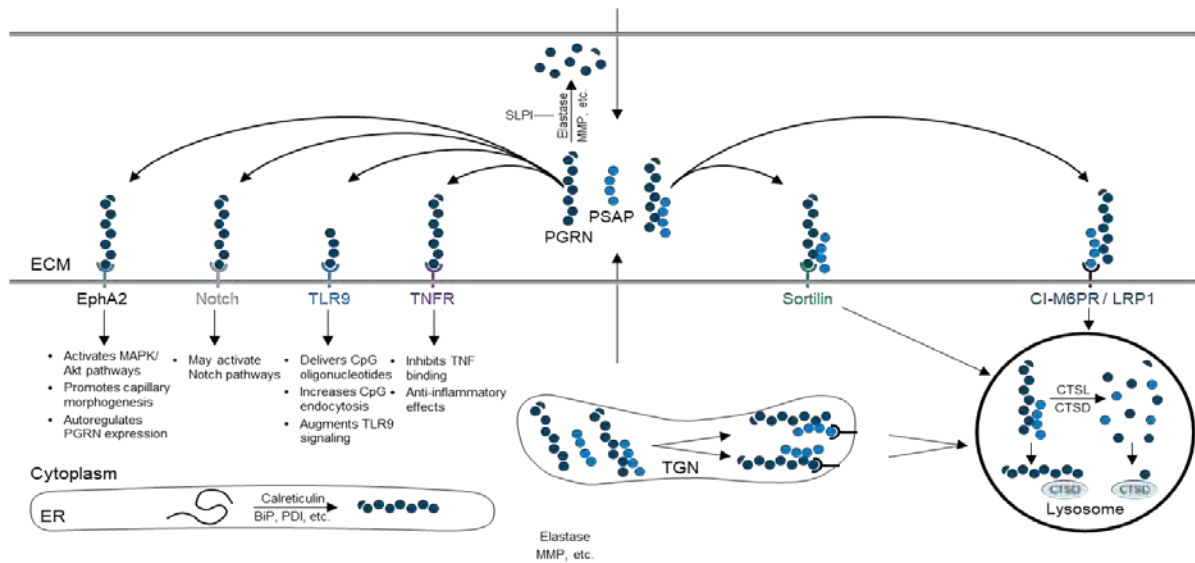 SLPI
Elastase
MMP, etc.
PSAP
PGRN
ECM
EphA2
Notch
TLR9
TNFR
Sortilin
CI-M6PR / LRP1
• Activates MAPK/
Akt pathways
• Promotes capillary
morphogenesis
• Autoregulates
PGRN expression
• May activate
Notch pathways
• Delivers CpG
oligonucleotides
• Increases CpG
endocytosis
• Augments TLR9
signaling
• Inhibits TNF
binding
• Anti-inflammatory
effects
CTSL
CTSD
TGN
CTSD
CTSD
Lysosome
Cytoplasm
ER
Calreticulin
BiP, PDI, etc.
Elastase
MMP, etc.